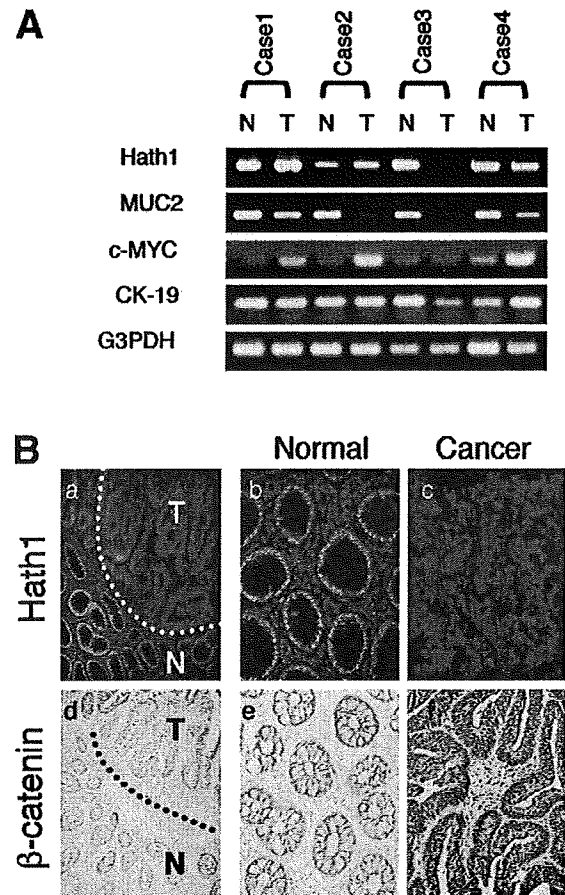 A
Case1 Case2 Case3 Case4
N T N T N T N T
Hath1
MUC2
c-MYC
CK-19
G3PDH
B
Normal Cancer
Hath1
a T N
b
c
β-catenin
d T N
e